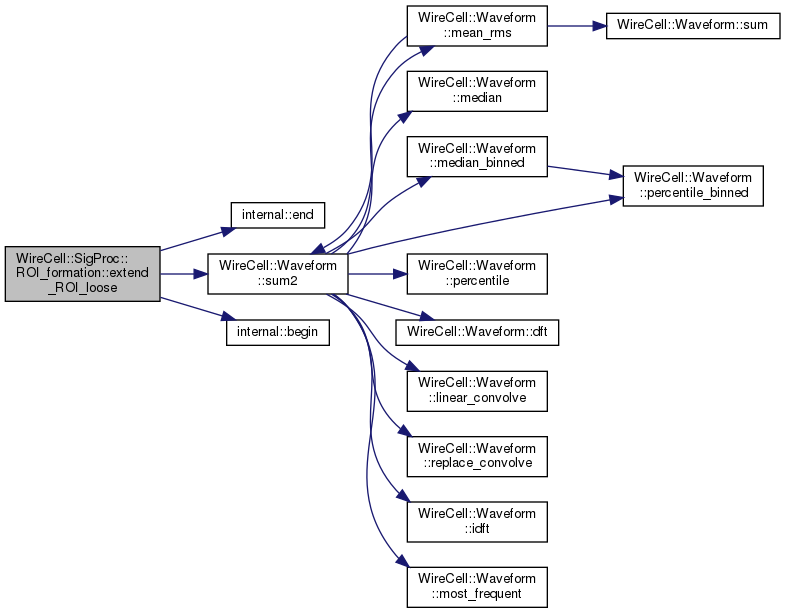 WireCell::SigProc::
ROI_formation::extend
_ROI_loose
internal::end
WireCell::Waveform
::sum2
internal::begin
WireCell::Waveform
::mean_rms
WireCell::Waveform
::median
WireCell::Waveform
::median_binned
WireCell::Waveform
::percentile
WireCell::Waveform::dft
WireCell::Waveform
::linear_convolve
WireCell::Waveform
::replace_convolve
WireCell::Waveform
::idft
WireCell::Waveform
::most_frequent
WireCell::Waveform::sum
WireCell::Waveform
::percentile_binned